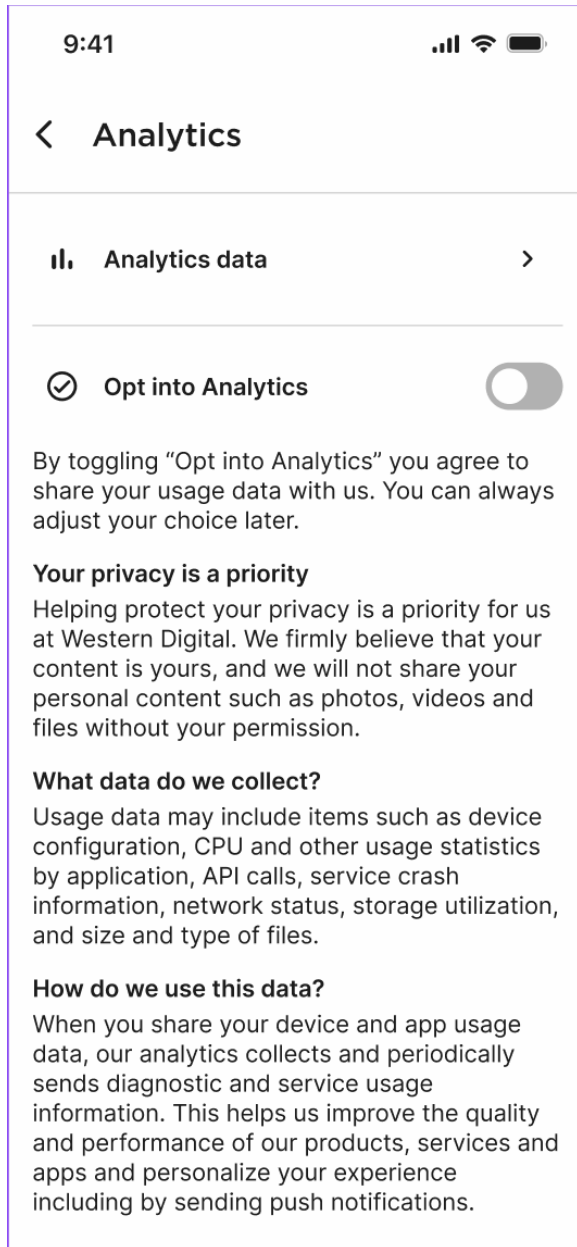 9:41
Analytics
Analytics data
Opt into Analytics
By toggling “Opt into Analytics” you agree to
share your usage data with us. You can always
adjust your choice later.
Your privacy is a priority
Helping protect your privacy is a priority for us
at Western Digital. We firmly believe that your
content is yours, and we will not share your
personal content such as photos, videos and
files without your permission.
What data do we collect?
Usage data may include items such as device
configuration, CPU and other usage statistics
by application, API calls, service crash
information, network status, storage utilization,
and size and type of files.
How do we use this data?
When you share your device and app usage
data, our analytics collects and periodically
sends diagnostic and service usage
information. This helps us improve the quality
and performance of our products, services and
apps and personalize your experience
including by sending push notifications.